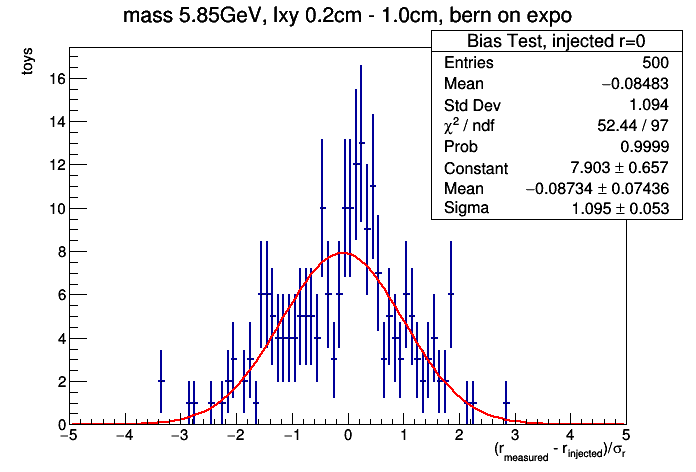 mass 5.85GeV, lxy 0.2cm - 1.0cm, bern on expo
Bias Test, injected r=0
Entries 500
Mean −0.08483
Std Dev 1.094
χ² / ndf 52.44 / 97
Prob 0.9999
Constant 7.903 ± 0.657
Mean −0.08734 ± 0.07436
Sigma 1.095 ± 0.053
toys
16
14
12
10
8
6
4
2
0
−5 −4 −3 −2 −1 0 1 2 3 4 5
(r_measured - r_injected)/σ_r